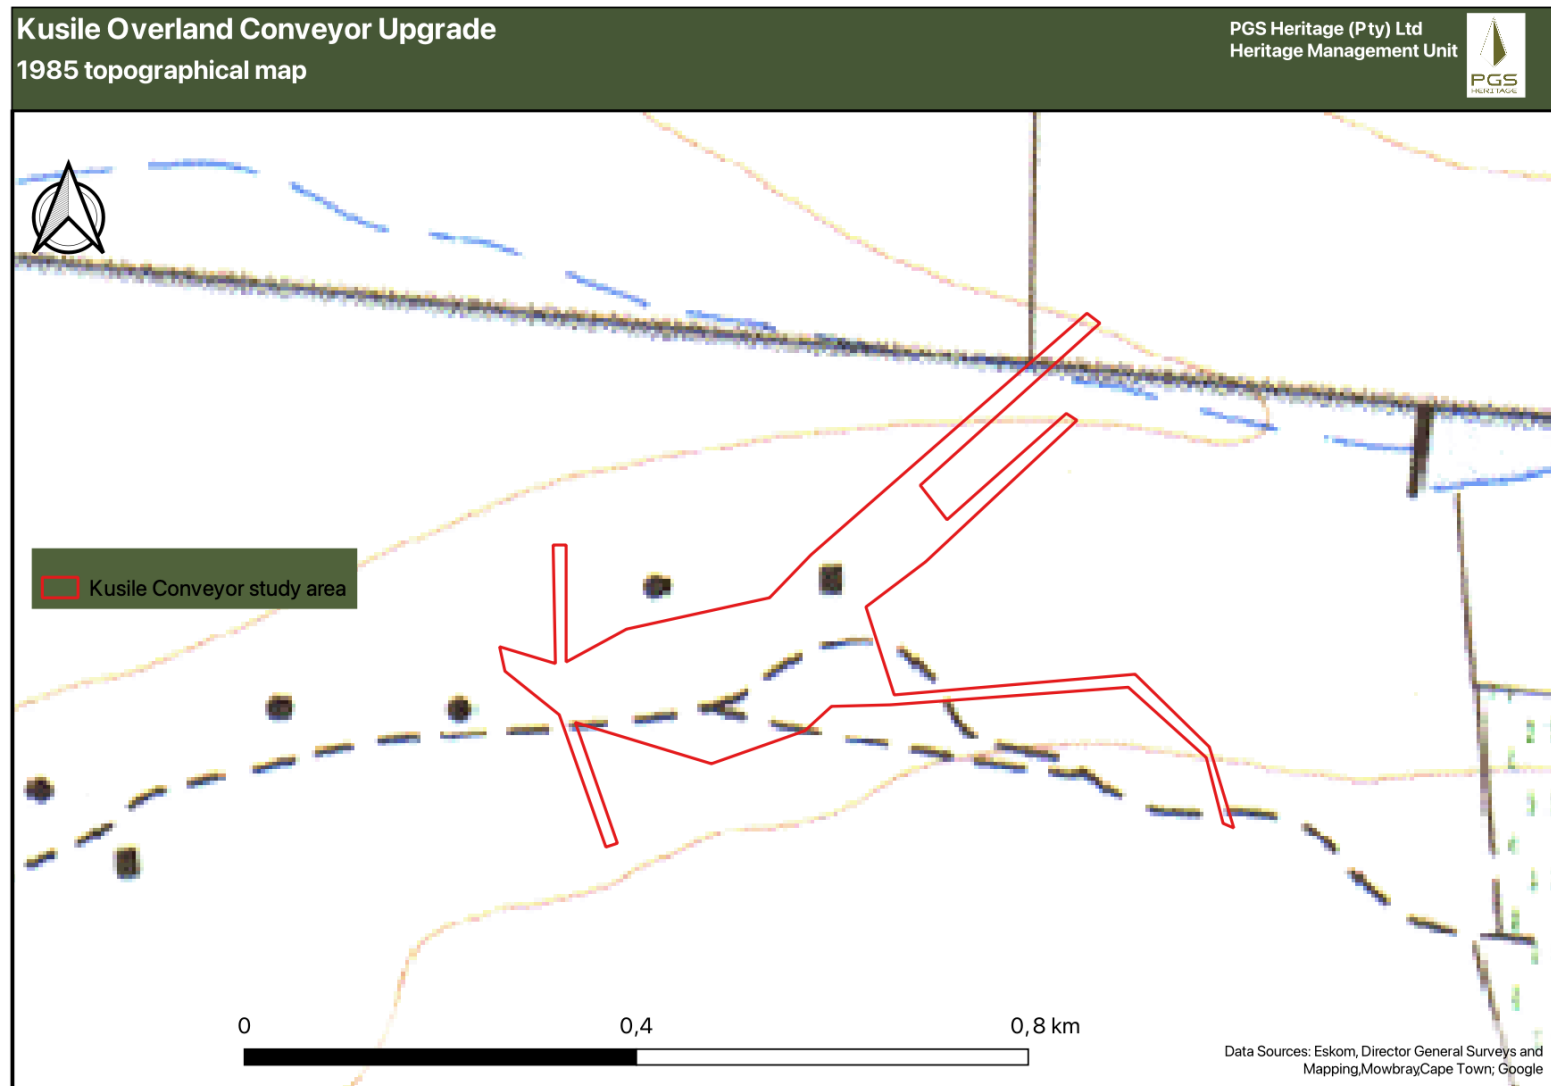 Kusile Overland Conveyor Upgrade
1985 topographical map
PGS Heritage (Pty) Ltd
Heritage Management Unit
PGS
HERITAGE
Kusile Conveyor study area
0
0,4
0,8 km
Data Sources: Eskom, Director General Surveys and
Mapping,Mowbray,Cape Town; Google